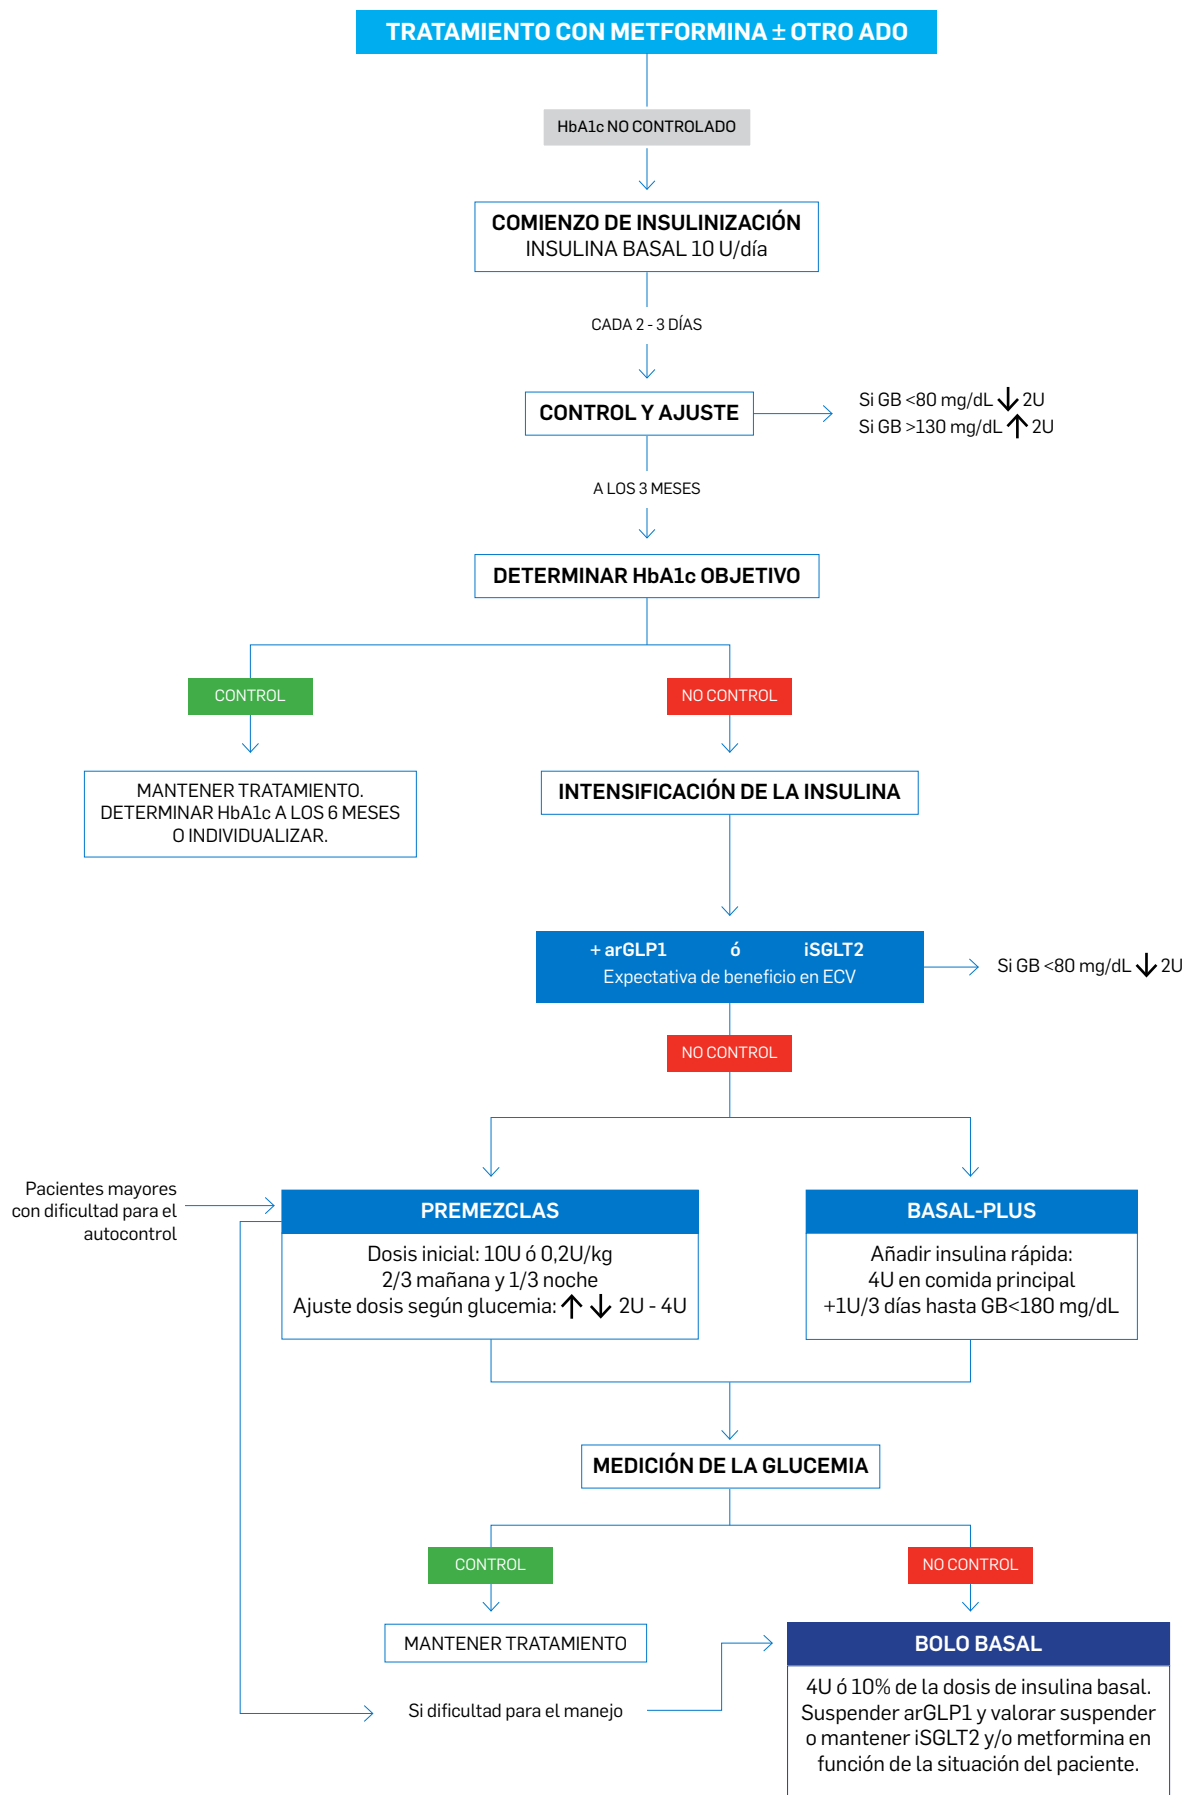 TRATAMIENTO CON METFORMINA ± OTRO ADO
HbA1c NO CONTROLADO
COMIENZO DE INSULINIZACIÓN
INSULINA BASAL 10 U/día
CADA 2 - 3 DÍAS
CONTROL Y AJUSTE
Si GB <80 mg/dL ↓ 2U
Si GB >130 mg/dL ↑ 2U
A LOS 3 MESES
DETERMINAR HbA1c OBJETIVO
CONTROL
NO CONTROL
MANTENER TRATAMIENTO.
DETERMINAR HbA1c A LOS 6 MESES
O INDIVIDUALIZAR.
INTENSIFICACIÓN DE LA INSULINA
+ arGLP1 ó iSGLT2
Expectativa de beneficio en ECV
Si GB <80 mg/dL ↓ 2U
NO CONTROL
Pacientes mayores
con dificultad para el
autocontrol
PREMEZCLAS
Dosis inicial: 10U ó 0,2U/kg
2/3 mañana y 1/3 noche
Ajuste dosis según glucemia: ↑ ↓ 2U - 4U
BASAL-PLUS
Añadir insulina rápida:
4U en comida principal
+1U/3 días hasta GB<180 mg/dL
MEDICIÓN DE LA GLUCEMIA
CONTROL
NO CONTROL
MANTENER TRATAMIENTO
Si dificultad para el manejo
BOLO BASAL
4U ó 10% de la dosis de insulina basal.
Suspender arGLP1 y valorar suspender
o mantener iSGLT2 y/o metformina en
función de la situación del paciente.